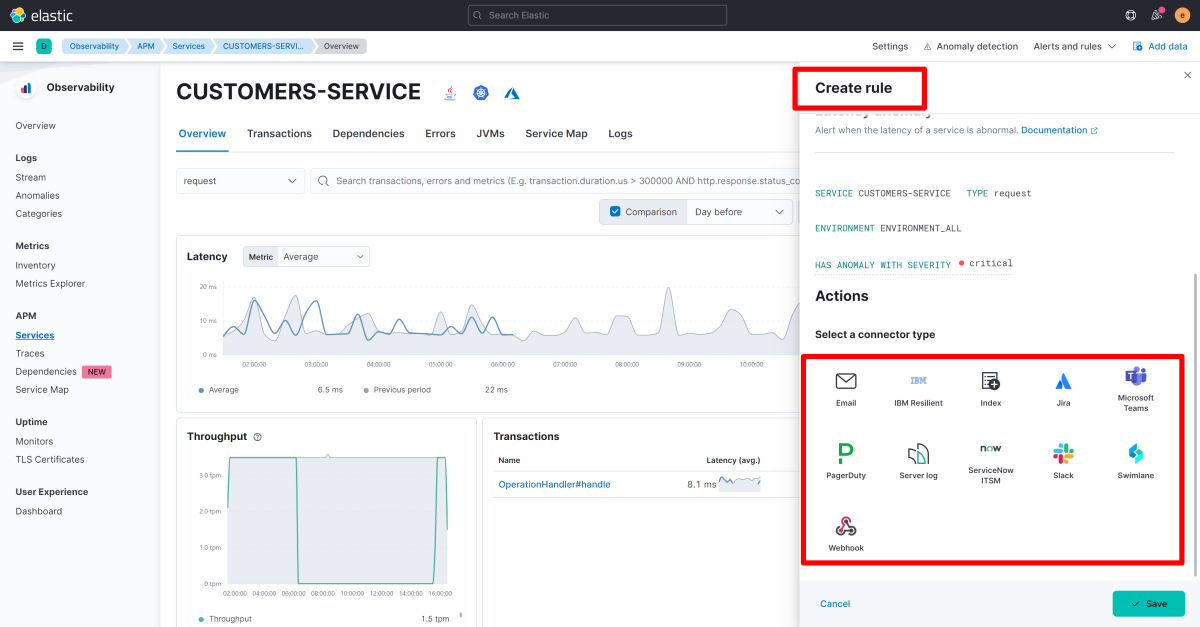 elastic
Search Elastic
e
D
Observability
APM
Services
CUSTOMERS-SERVI...
Overview
Settings
Anomaly detection
Alerts and rules
Add data
Observability
Overview
Logs
Stream
Anomalies
Categories
Metrics
Inventory
Metrics Explorer
APM
Services
Traces
Dependencies NEW
Service Map
Uptime
Monitors
TLS Certificates
User Experience
Dashboard
CUSTOMERS-SERVICE
Overview Transactions Dependencies Errors JVMs Service Map Logs
request
Search transactions, errors and metrics (E.g. transaction.duration.us > 300000 AND http.response.status_co
Comparison
Day before
Latency
Metric Average
20 ms
10 ms
0 ms
02:00:00 03:00:00 04:00:00 05:00:00 06:00:00 07:00:00 08:00:00 09:00:00 10:00:00
Average 6.5 ms Previous period 22 ms
Throughput
3.0 tpm
2.0 tpm
1.0 tpm
0 tpm
02:00:00 04:00:00 06:00:00 08:00:00 10:00:00 12:00:00 14:00:00 16:00:00
Throughput 1.5 tpm
Transactions
Name Latency (avg.)
OperationHandler#handle 8.1 ms
Create rule
Latency anomaly
Alert when the latency of a service is abnormal. Documentation
SERVICE CUSTOMERS-SERVICE TYPE request
ENVIRONMENT ENVIRONMENT_ALL
HAS ANOMALY WITH SEVERITY critical
Actions
Select a connector type
Email
IBM
IBM Resilient
Index
Jira
Microsoft
Teams
PagerDuty
Server log
now
ServiceNow
ITSM
Slack
Swimlane
Webhook
Cancel
Save